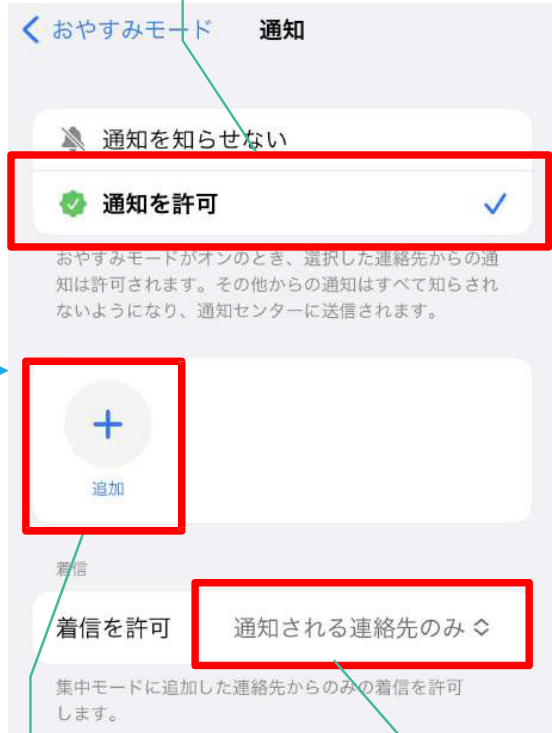 おやすみモード 通知
通知を知らせない
通知を許可
おやすみモードがオンのとき、選択した連絡先からの通
知は許可されます。その他からの通知はすべて知らされ
ないようになり、通知センターに送信されます。
追加
着信
着信を許可 通知される連絡先のみ
集中モードに追加した連絡先からのみの着信を許可
します。